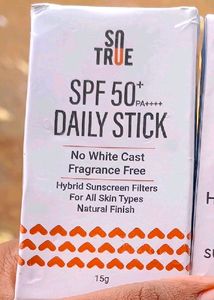 SO
TRUE
SPF 50+
PA++++
DAILY STICK
No White Cast
Fragrance Free
Hybrid Sunscreen Filters
For All Skin Types
Natural Finish
15g